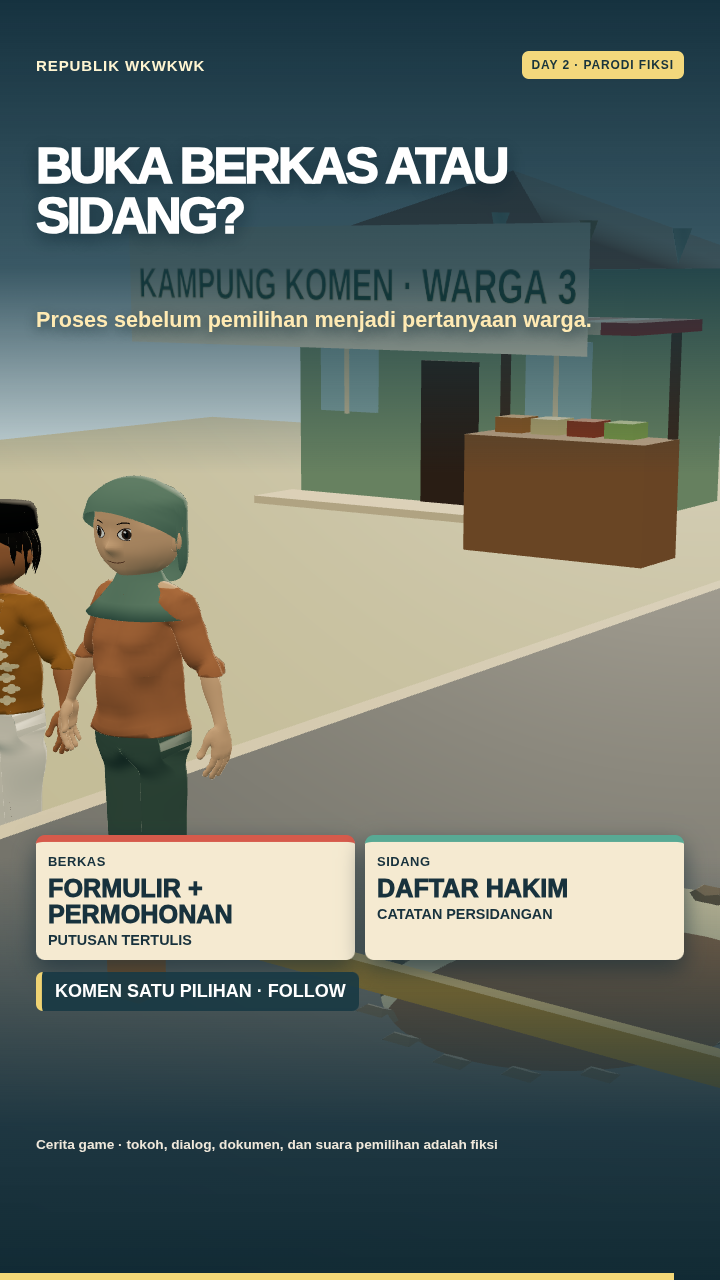 REPUBLIK WKWKWK
DAY 2 · PARODI FIKSI
BUKA BERKAS ATAU
SIDANG?
KAMPUNG KOMEN · WARGA 3
Proses sebelum pemilihan menjadi pertanyaan warga.
BERKAS
FORMULIR +
PERMOHONAN
PUTUSAN TERTULIS
SIDANG
DAFTAR HAKIM
CATATAN PERSIDANGAN
KOMEN SATU PILIHAN · FOLLOW
Cerita game · tokoh, dialog, dokumen, dan suara pemilihan adalah fiksi